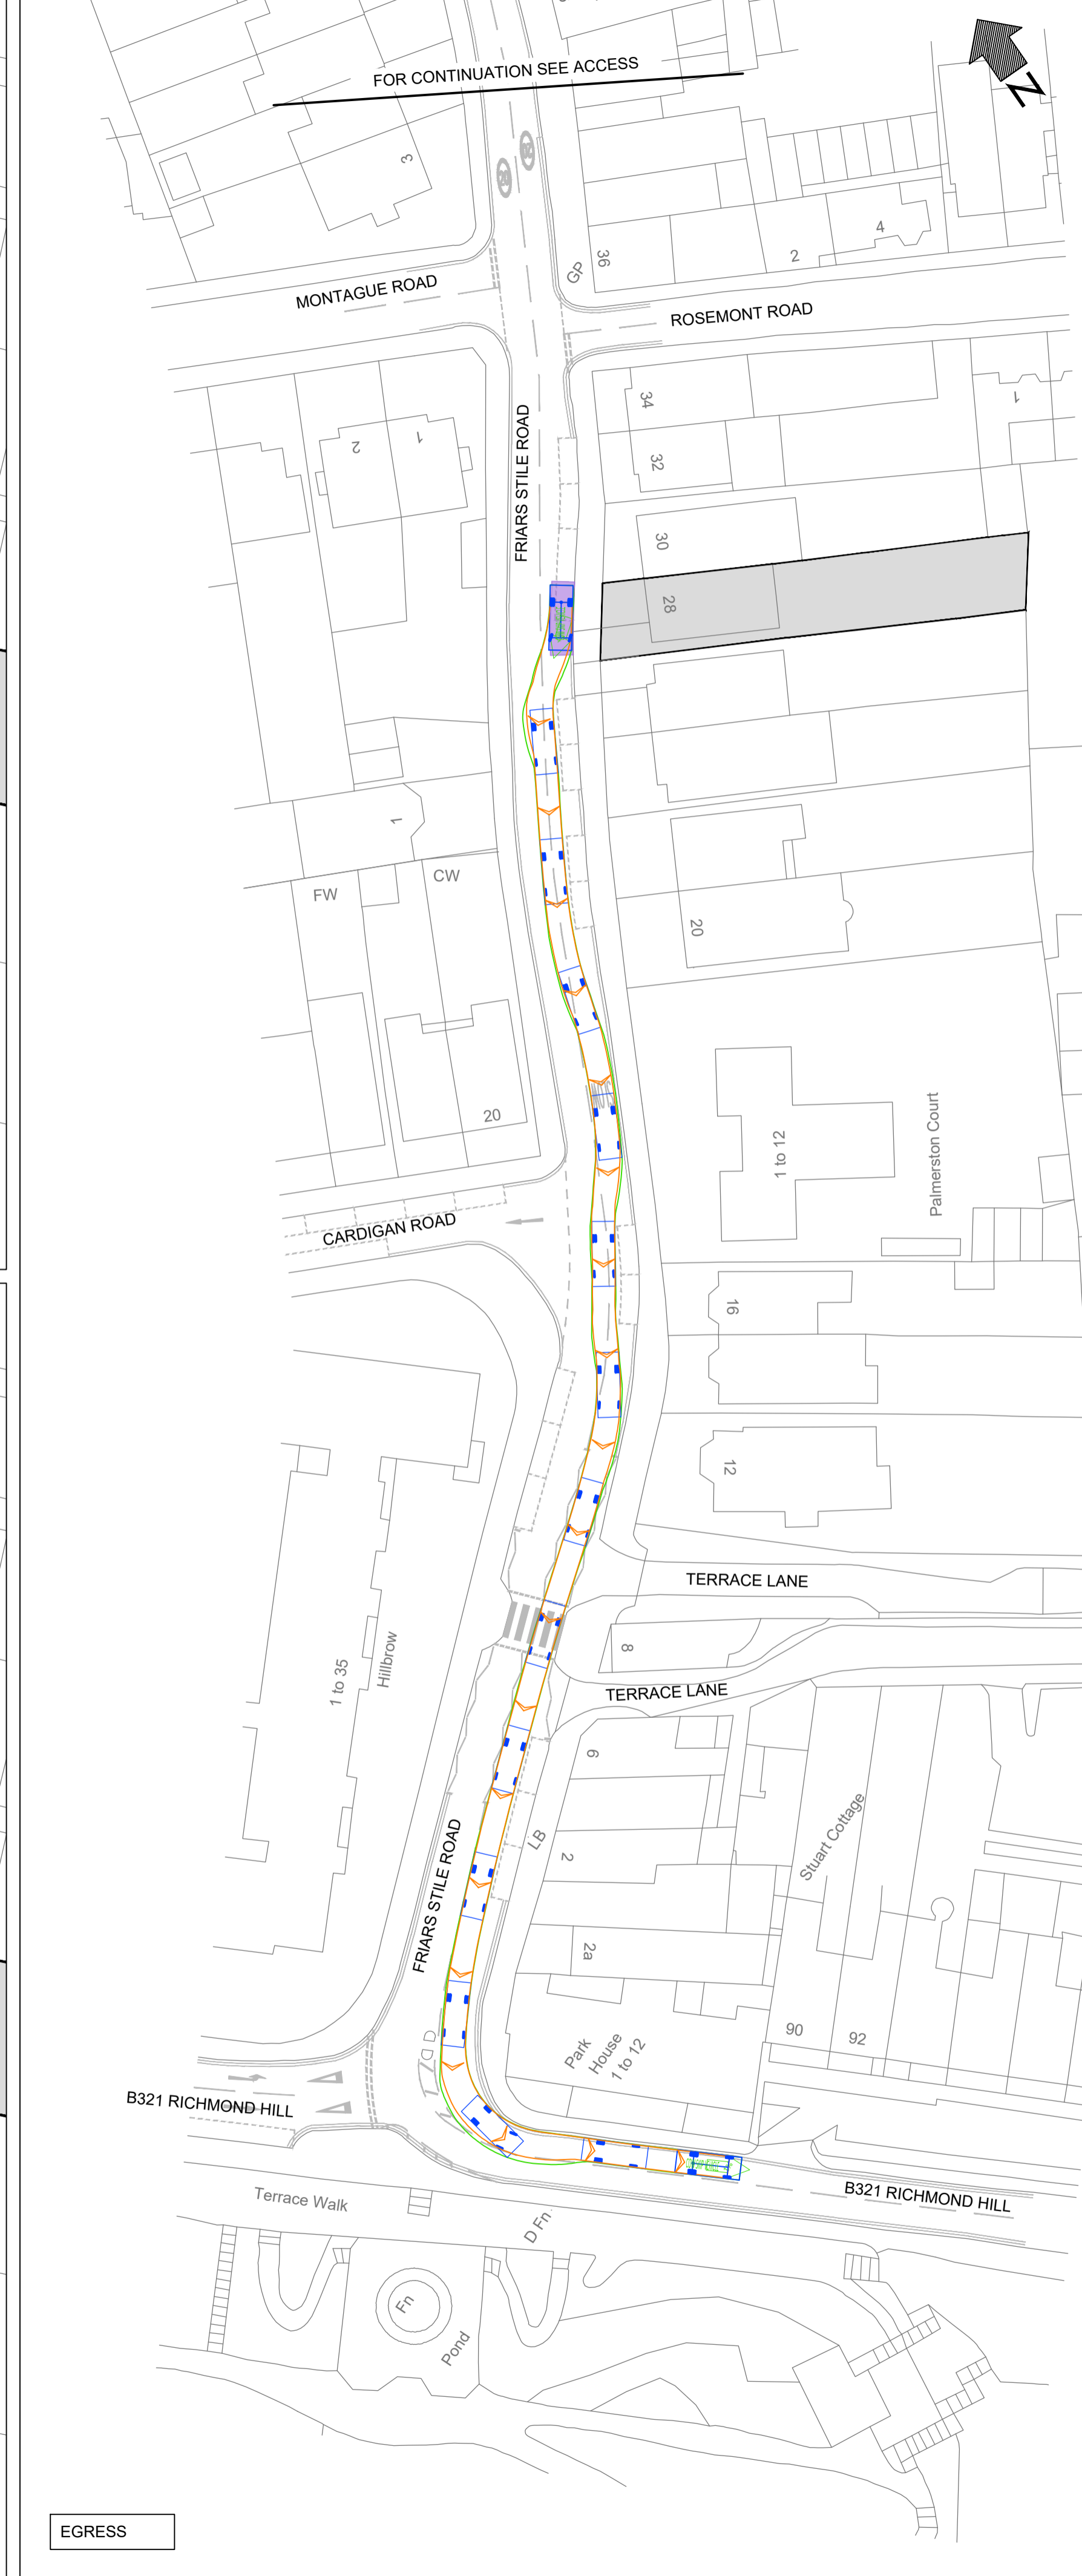 FOR CONTINUATION SEE ACCESS
N
3
36
GP
4
2
MONTAGUE ROAD
ROSEMONT ROAD
34
1
FRIARS STILE ROAD
2
1
32
30
28
1
FW
CW
20
20
1 to 12
Palmerston Court
CARDIGAN ROAD
16
12
TERRACE LANE
8
1 to 35
Hillbrow
TERRACE LANE
6
Stuart Cottage
LB
2
FRIARS STILE ROAD
2a
Park
House
1 to 12
90
92
B321 RICHMOND HILL
B321 RICHMOND HILL
Terrace Walk
D Fn
Fn
Pond
EGRESS